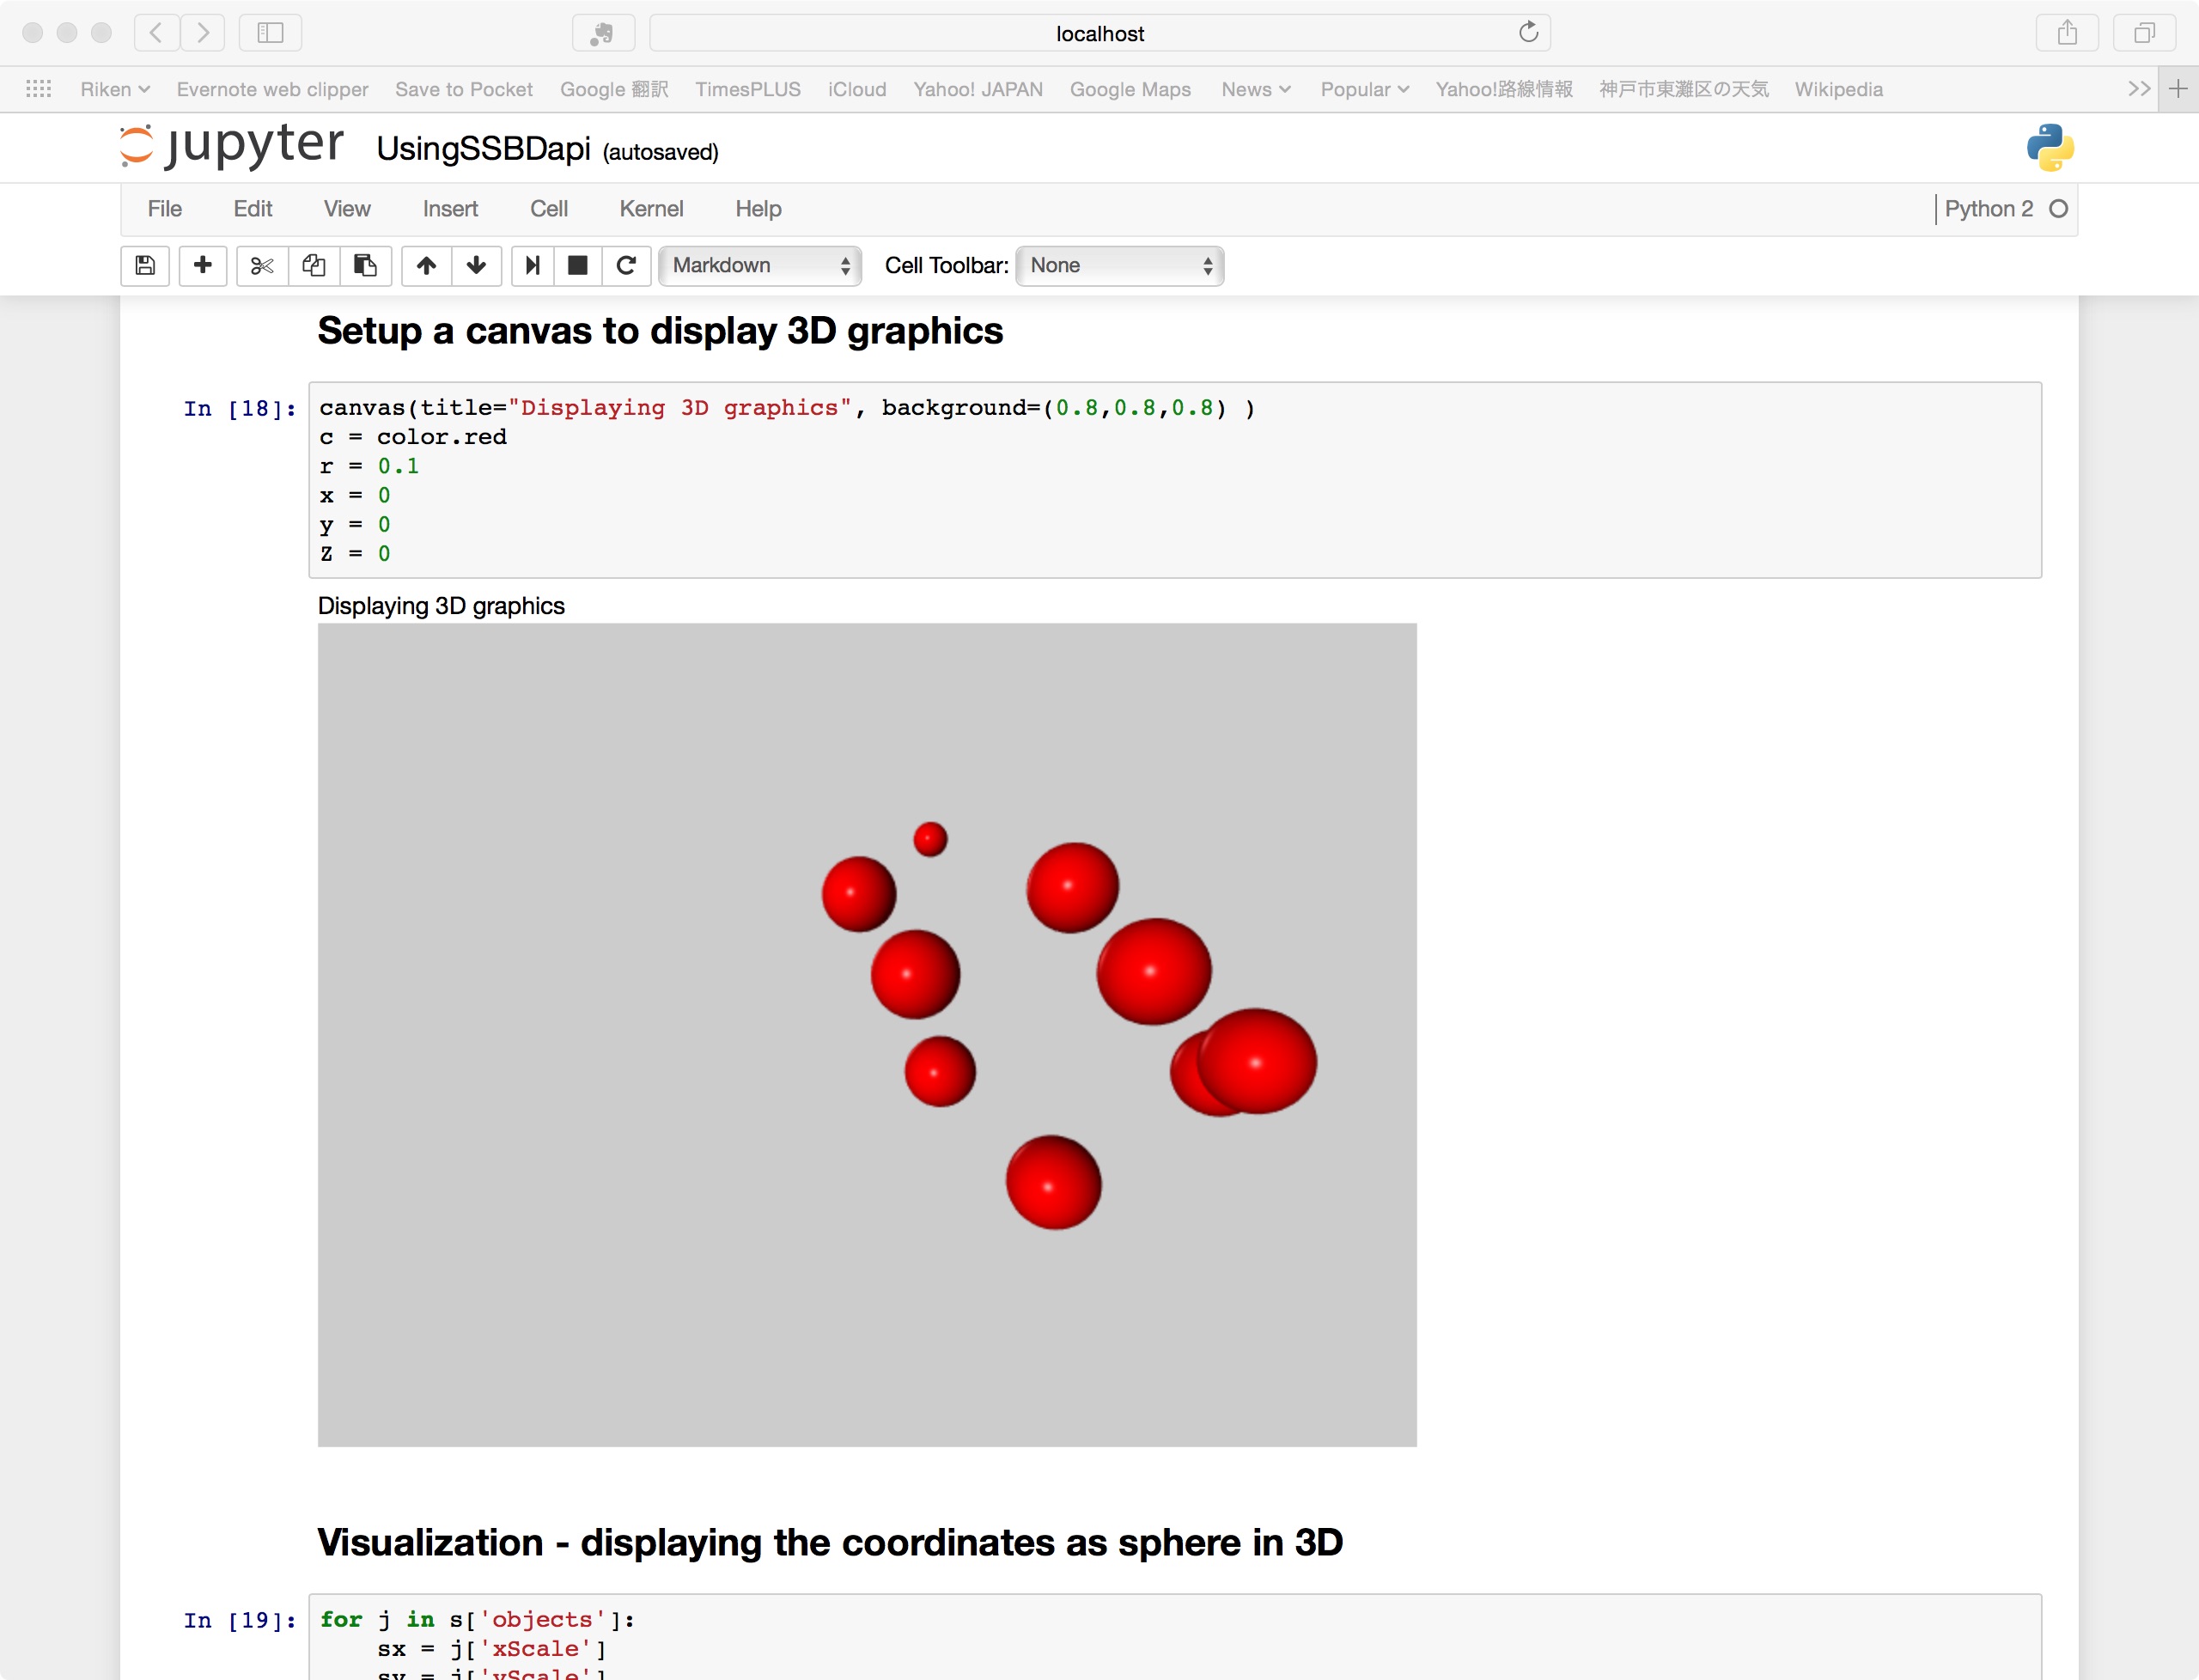 localhost
Riken Evernote web clipper Save to Pocket Google 翻訳 TimesPLUS iCloud Yahoo! JAPAN Google Maps News Popular Yahoo!路線情報 神戸市東灘区の天気 Wikipedia >> +
jupyter UsingSSBDapi (autosaved)
File Edit View Insert Cell Kernel Help Python 2
Markdown Cell Toolbar: None
Setup a canvas to display 3D graphics
In [18]: canvas(title="Displaying 3D graphics", background=(0.8,0.8,0.8) )
c = color.red
r = 0.1
x = 0
y = 0
Z = 0
Displaying 3D graphics
Visualization - displaying the coordinates as sphere in 3D
In [19]: for j in s['objects']:
sx = j['xScale']
sy = j['yScale']